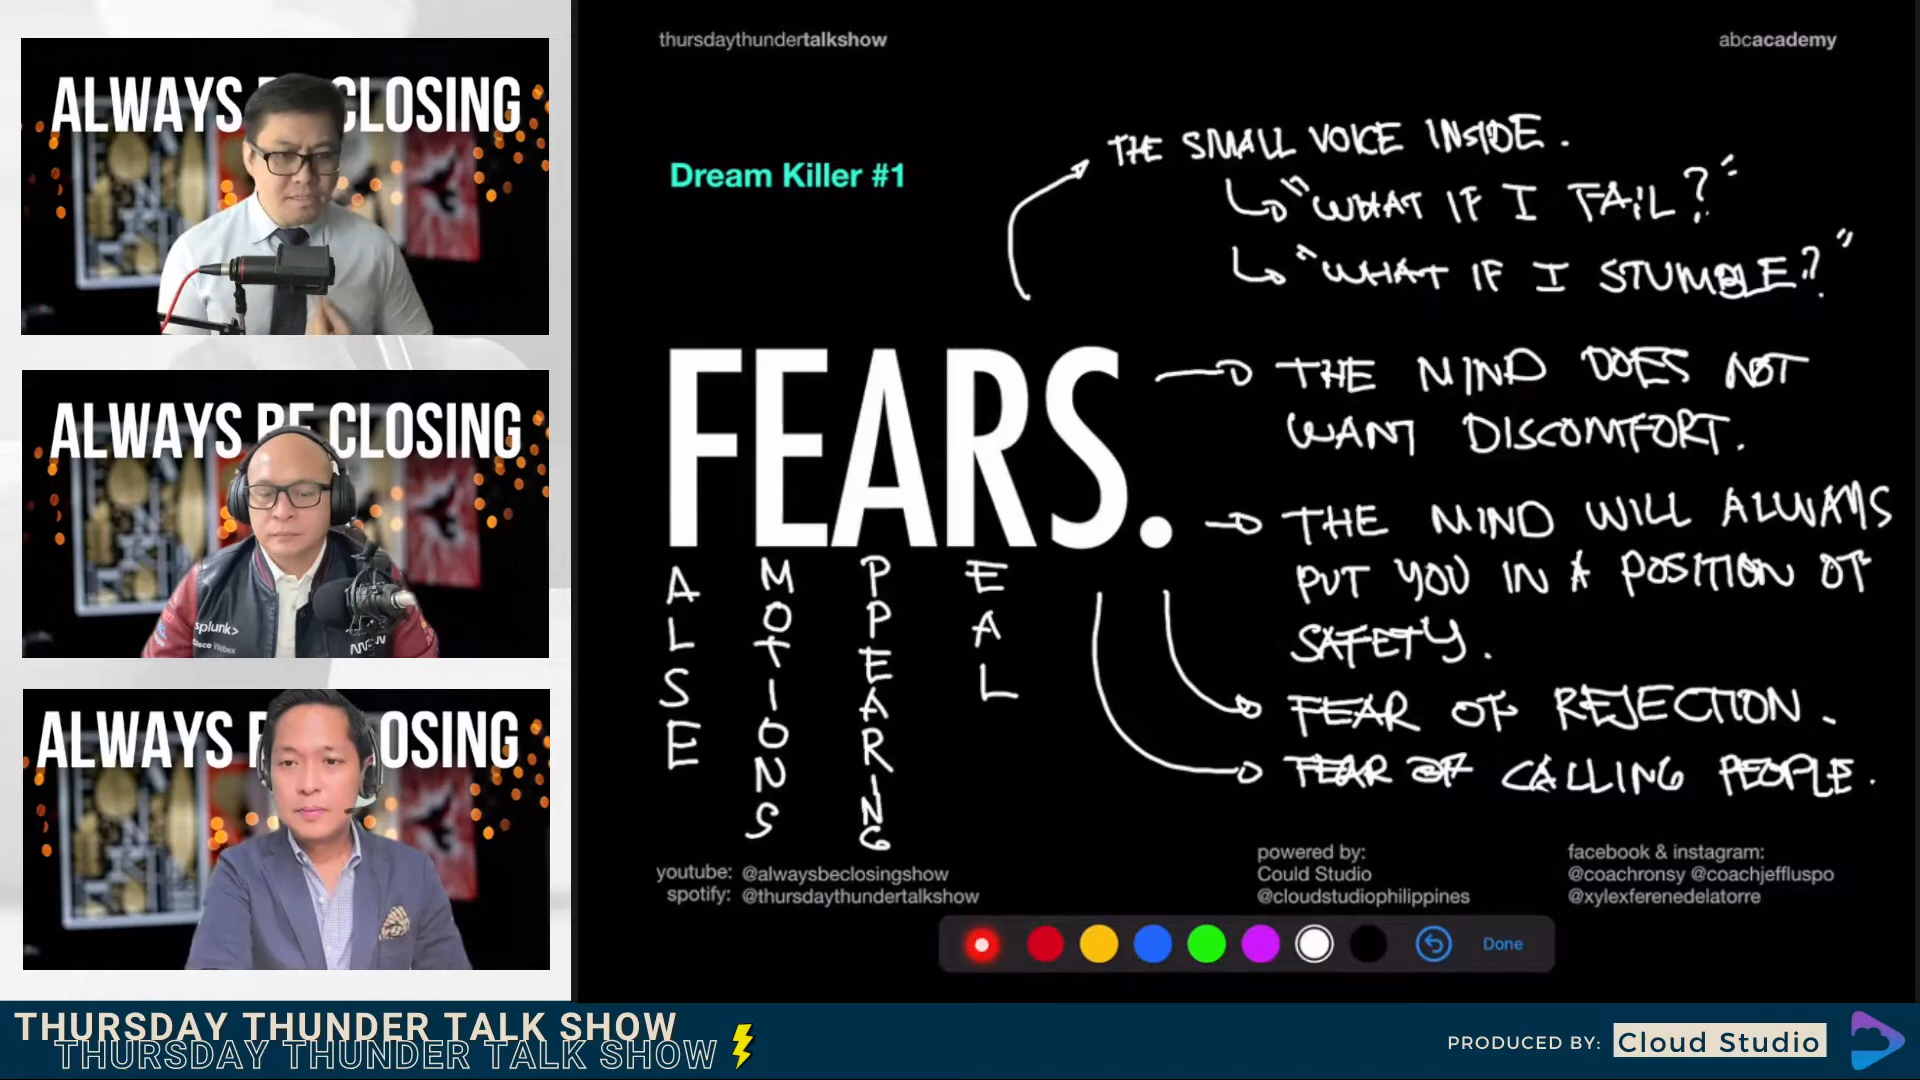 ALWAYS BE CLOSING
ALWAYS BE CLOSING
splunk>
Cisco Webex
ALWAYS B OSING
thursdaythundertalkshow
abcacademy
Dream Killer #1
THE SMALL VOICE INSIDE.
"WHAT IF I FAIL?"
"WHAT IF I STUMBLE?"
FEARS.
ALSE
MOTIONS
PPEARING
EAL
THE MIND DOES NOT
WANT DISCOMFORT.
THE MIND WILL ALWAYS
PUT YOU IN A POSITION OF
SAFETY.
FEAR OF REJECTION.
FEAR OF CALLING PEOPLE.
youtube: @alwaysbeclosingshow
spotify: @thursdaythundertalkshow
powered by:
Could Studio
@cloudstudiophilippines
facebook & instagram:
@coachronsy @coachjeffluspo
@xylexferenedelatorre
Done
THURSDAY THUNDER TALK SHOW
THURSDAY THUNDER TALK SHOW
PRODUCED BY: Cloud Studio